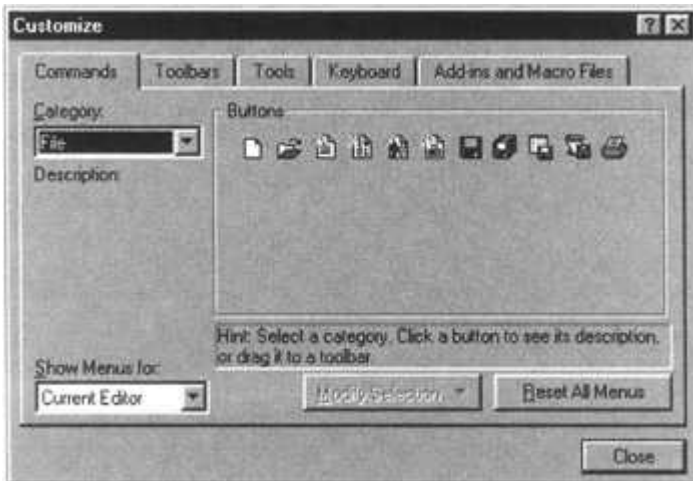 Customize
Commands Toolbars Tools Keyboard Add-ins and Macro Files
Category:
File
Description:
Buttons
Hint: Select a category. Click a button to see its description,
or drag it to a toolbar
Show Menus for:
Current Editor
Modify Selection
Reset All Menus
Close